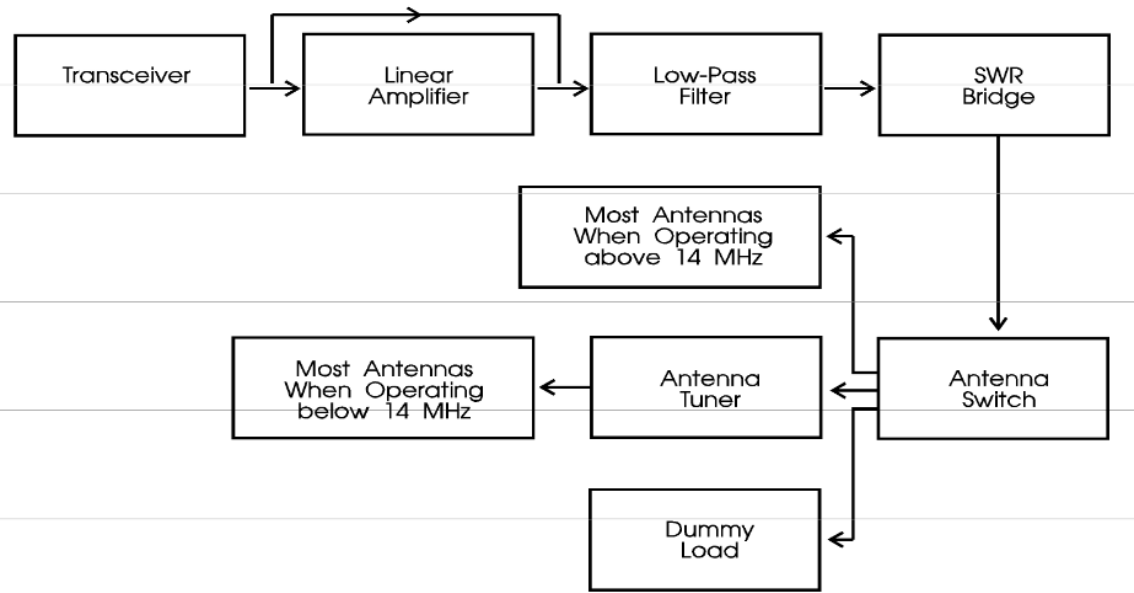 Transceiver
Linear
Amplifier
Low-Pass
Filter
SWR
Bridge
Most Antennas
When Operating
above 14 MHz
Most Antennas
When Operating
below 14 MHz
Antenna
Tuner
Antenna
Switch
Dummy
Load